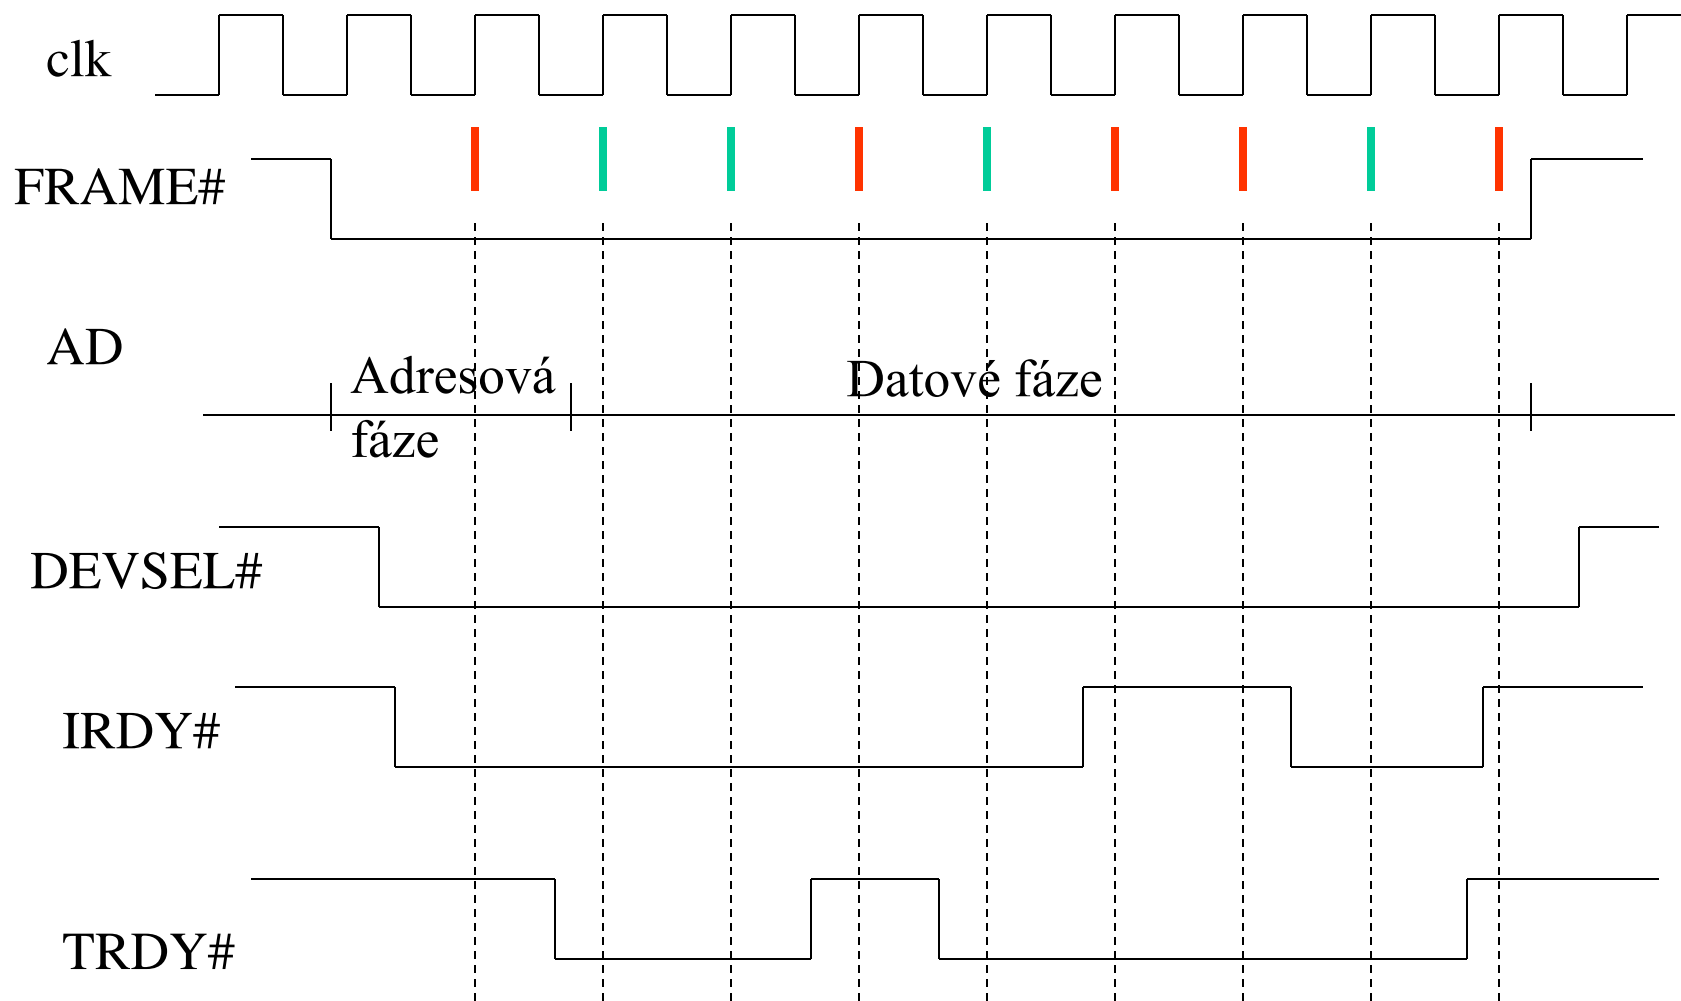 clk
FRAME#
AD
Adresová
fáze
Datové fáze
DEVSEL#
IRDY#
TRDY#